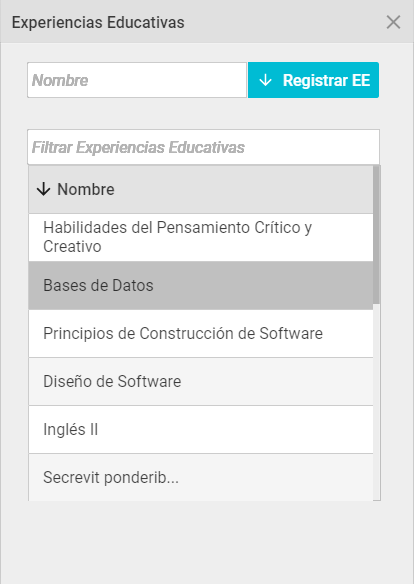 Experiencias Educativas
Nombre
Registrar EE
Filtrar Experiencias Educativas
Nombre
Habilidades del Pensamiento Crítico y
Creativo
Bases de Datos
Principios de Construcción de Software
Diseño de Software
Inglés II
Secrevit ponderib...